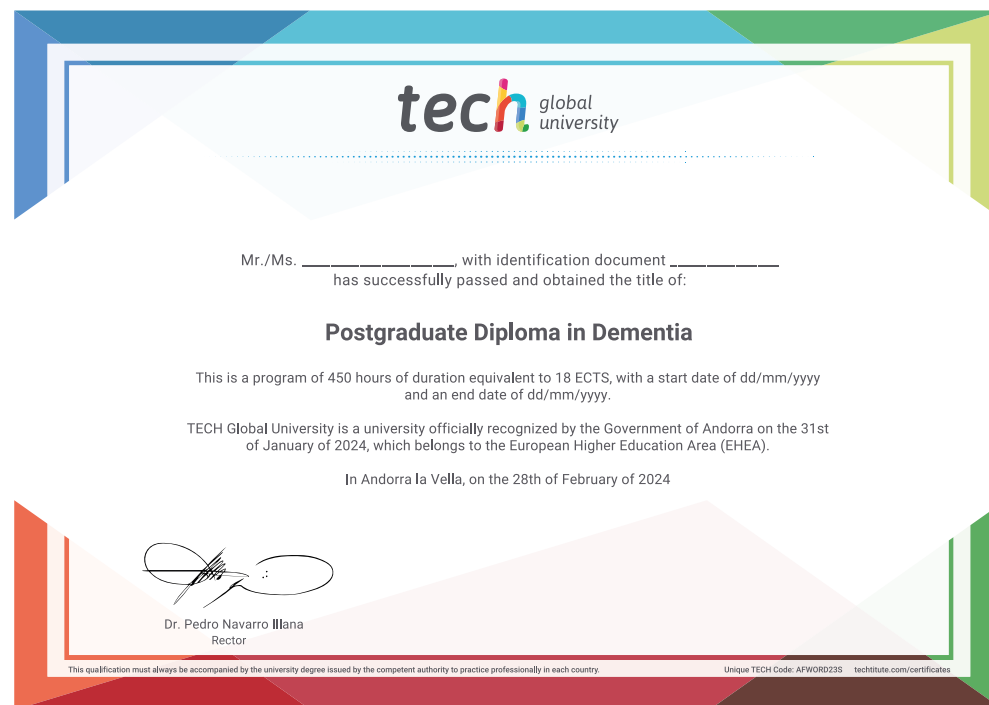 tech global university
Mr./Ms. __________________, with identification document _____________
has successfully passed and obtained the title of:
Postgraduate Diploma in Dementia
This is a program of 450 hours of duration equivalent to 18 ECTS, with a start date of dd/mm/yyyy
and an end date of dd/mm/yyyy.
TECH Global University is a university officially recognized by the Government of Andorra on the 31st
of January of 2024, which belongs to the European Higher Education Area (EHEA).
In Andorra la Vella, on the 28th of February of 2024
Dr. Pedro Navarro Illana
Rector
This qualification must always be accompanied by the university degree issued by the competent authority to practice professionally in each country. Unique TECH Code: AFWORD23S techtitute.com/certificates